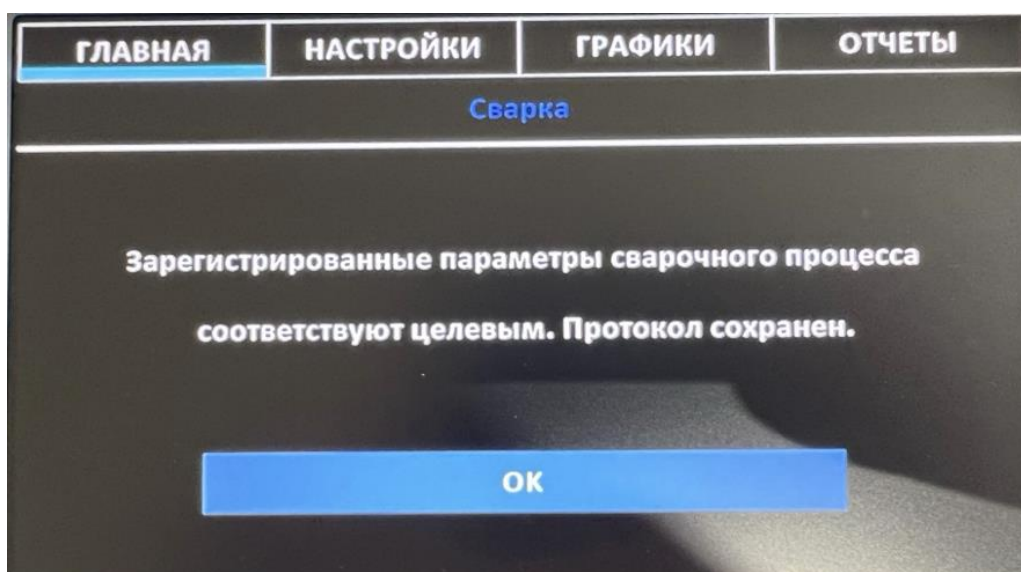 ГЛАВНАЯ НАСТРОЙКИ ГРАФИКИ ОТЧЕТЫ
Сварка
Зарегистрированные параметры сварочного процесса
соответствуют целевым. Протокол сохранен.
ОК